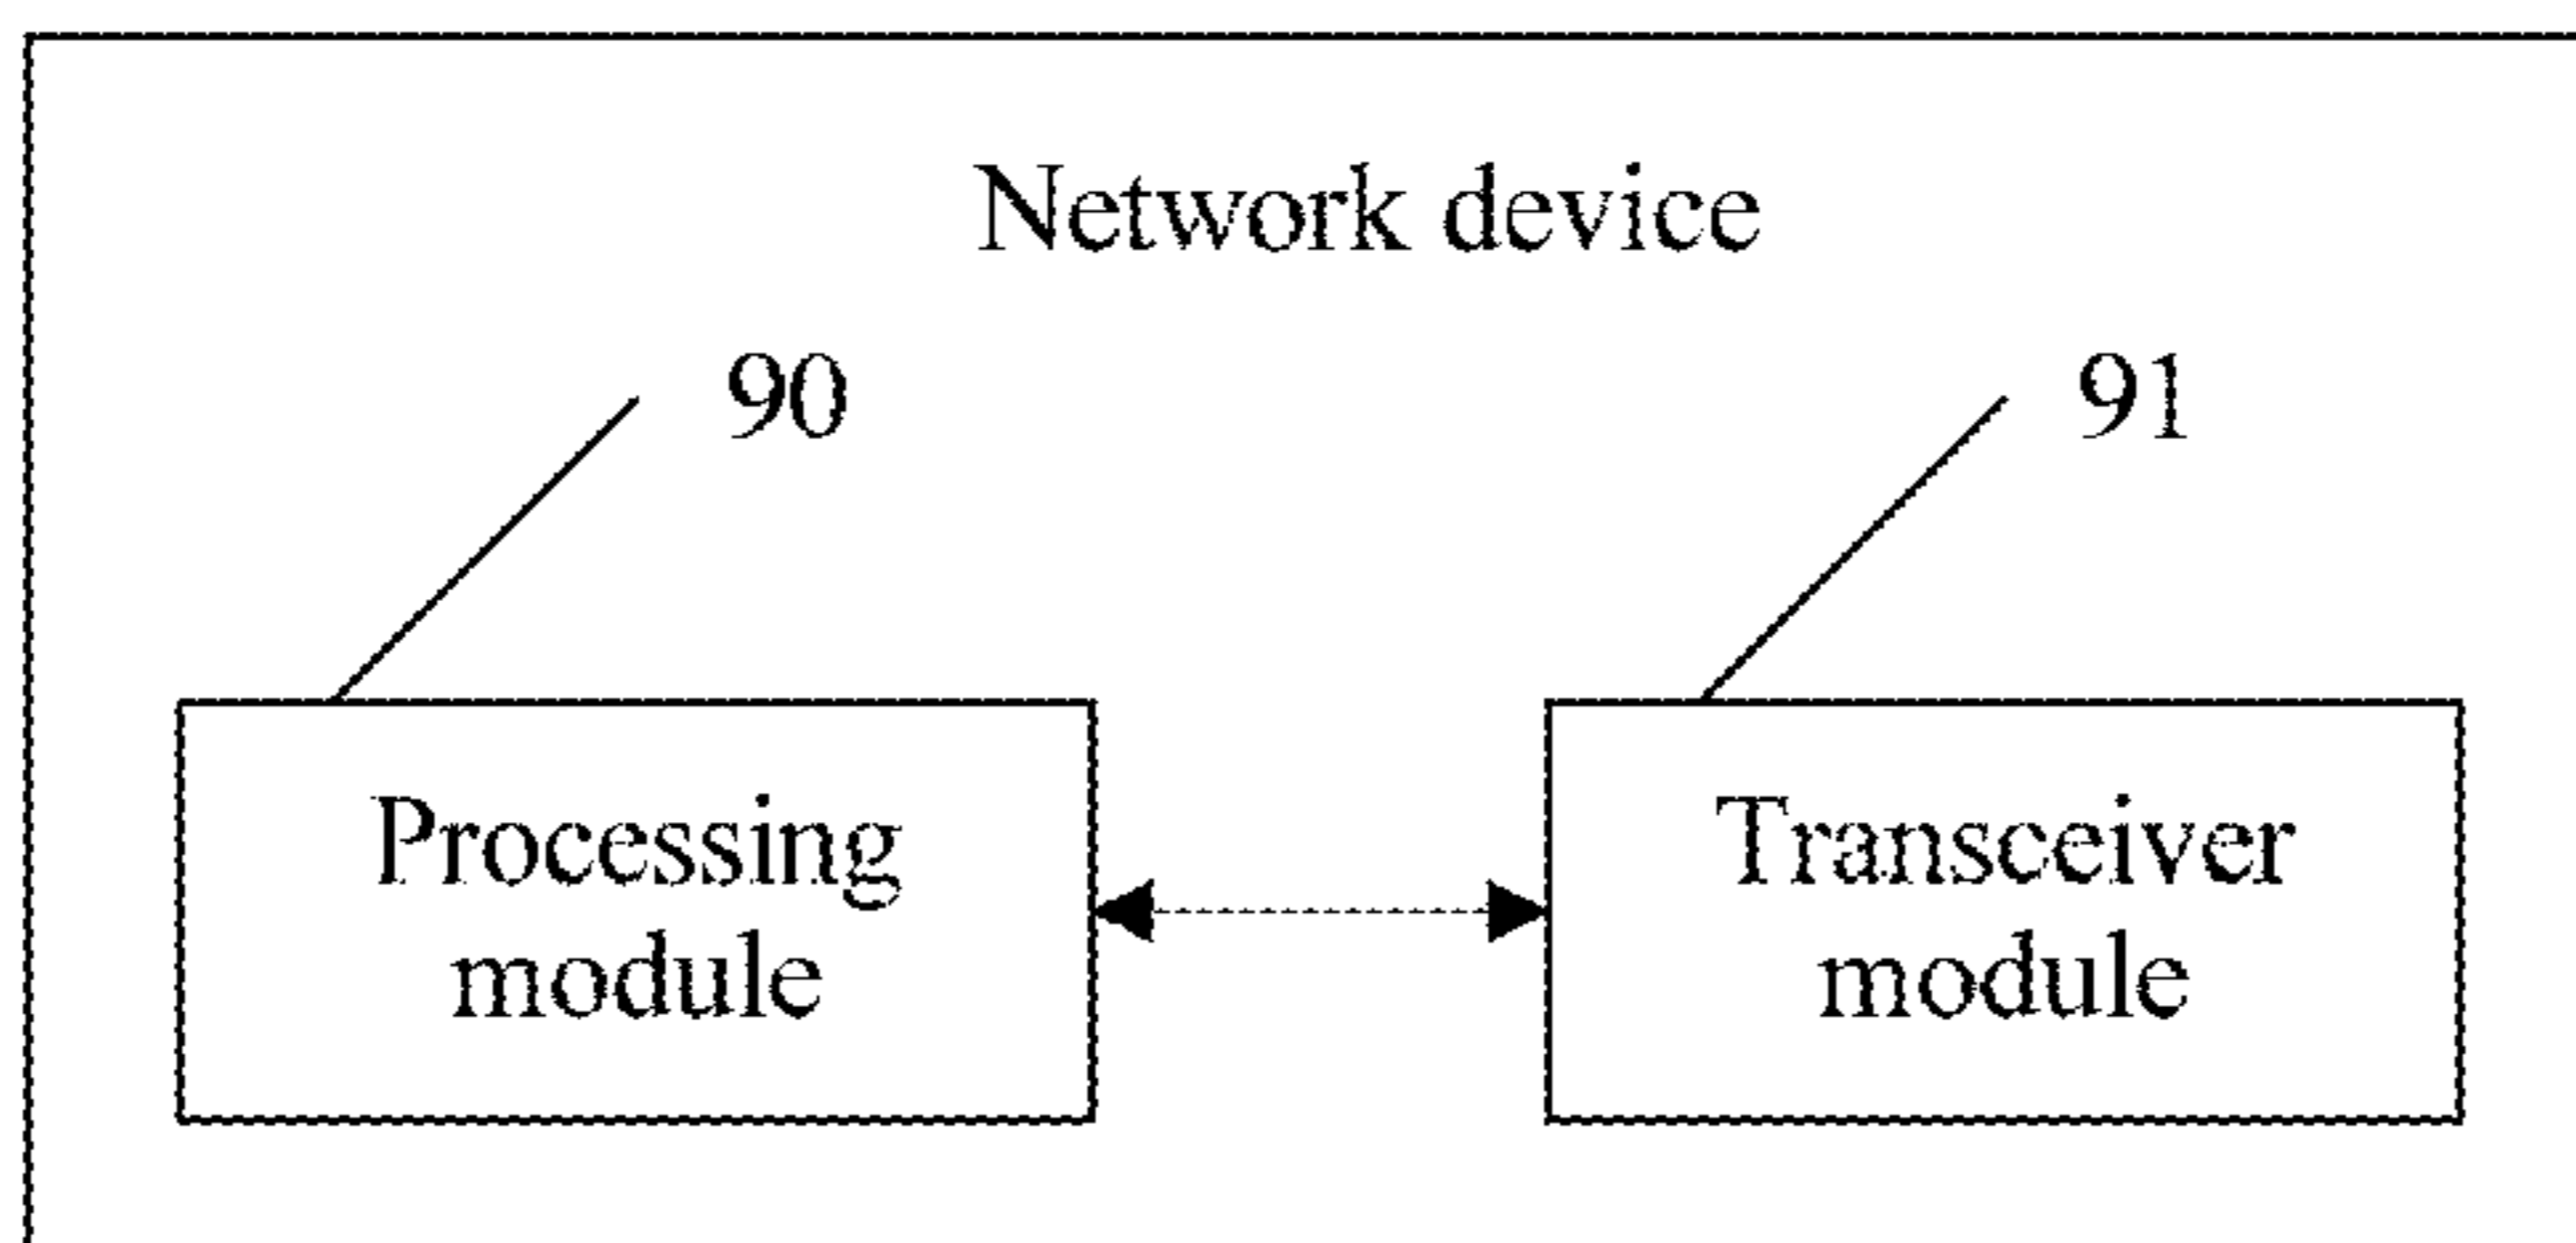 Network device
90
91
Processing
module
Transceiver
module